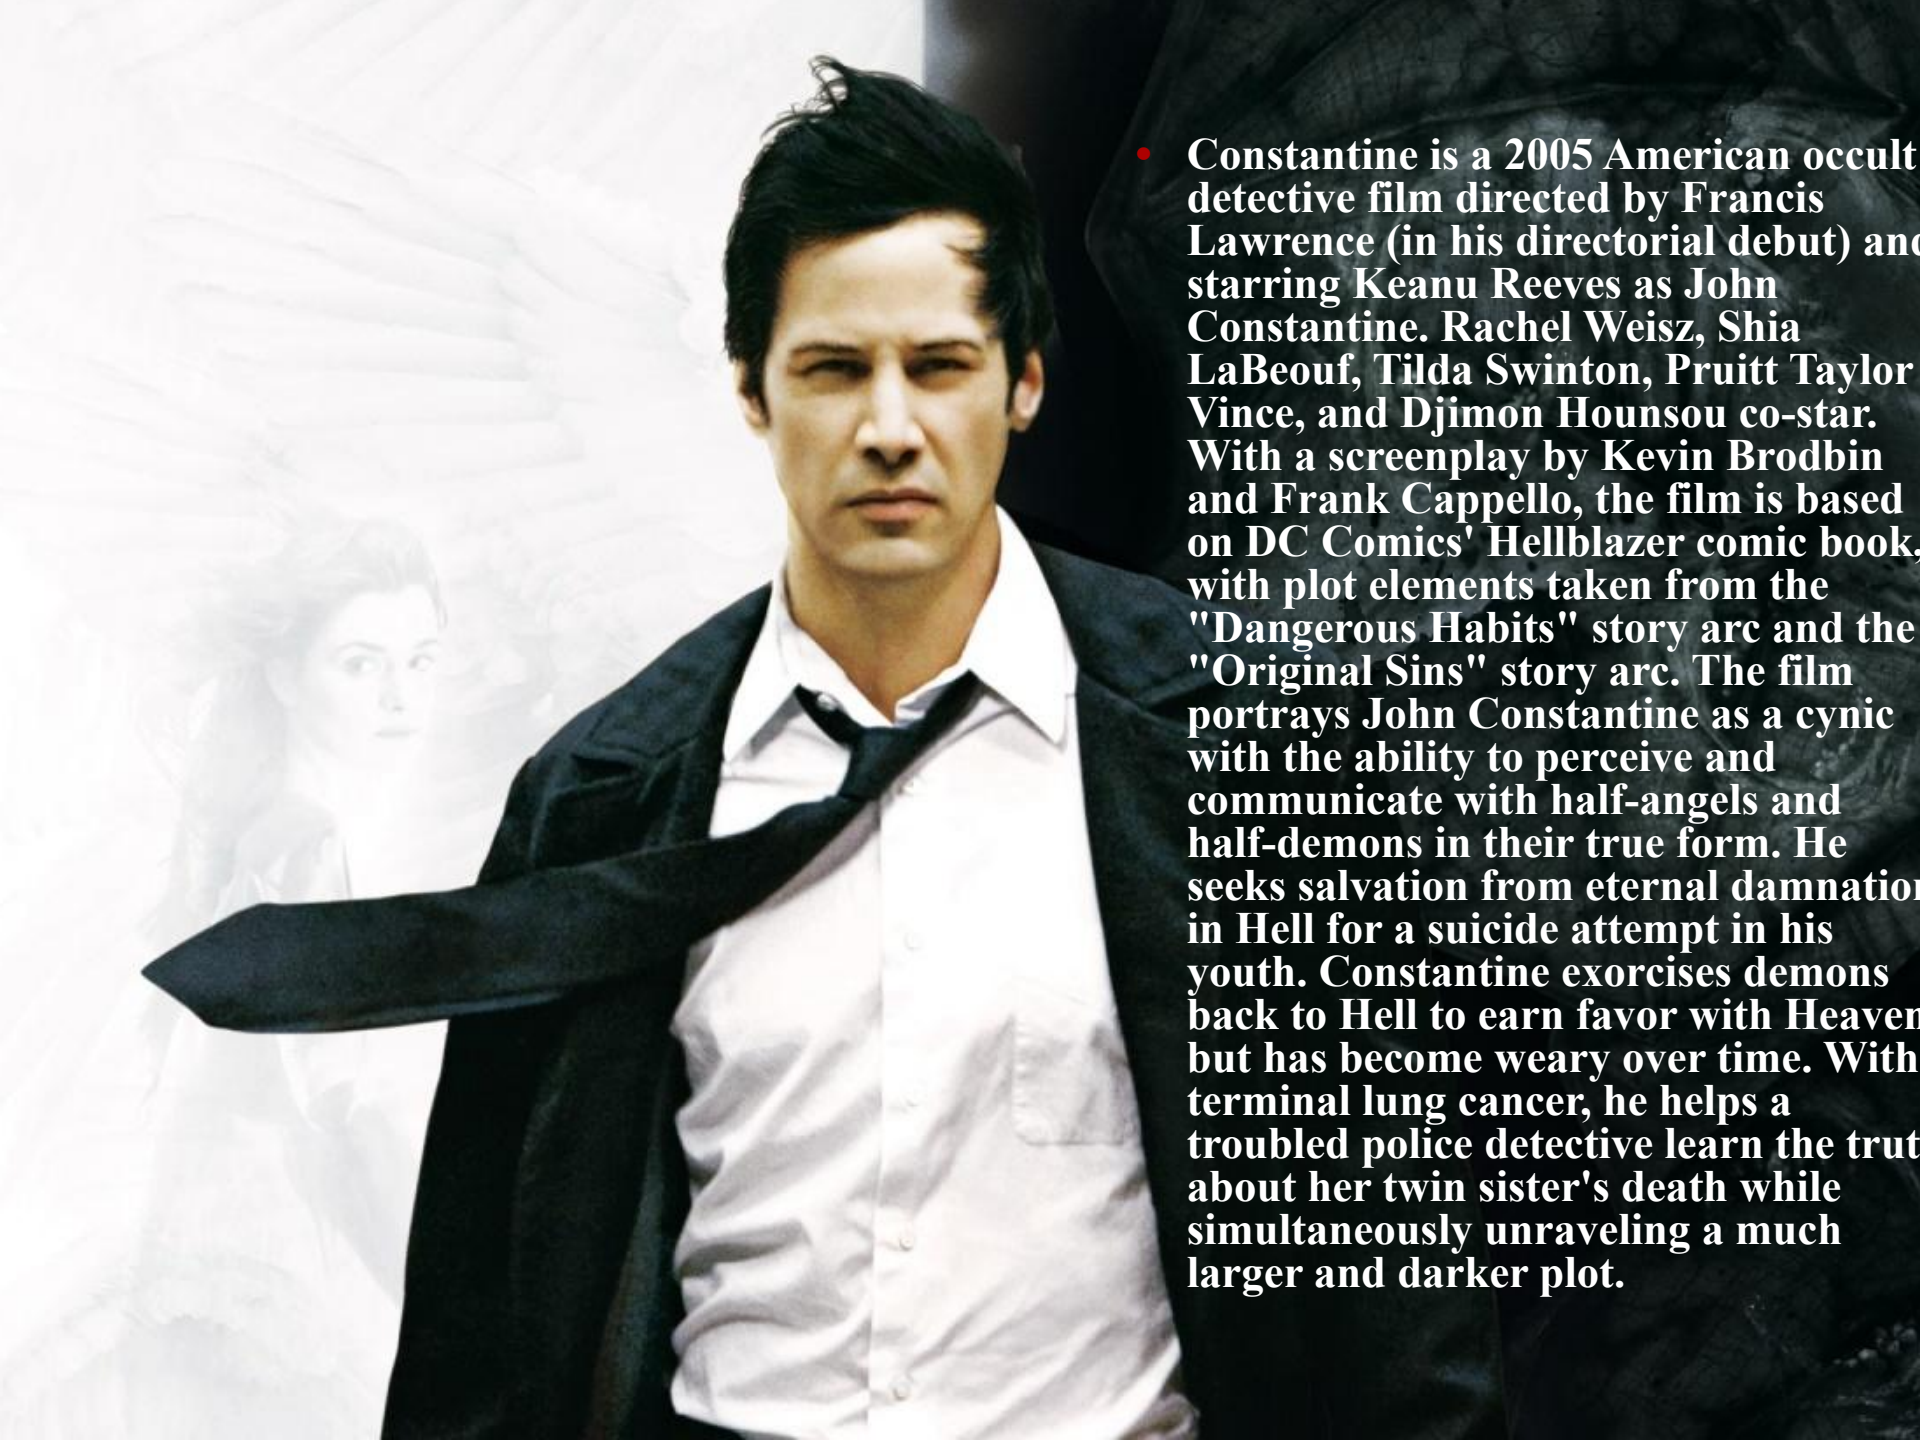 • Constantine is a 2005 American occult
detective film directed by Francis
Lawrence (in his directorial debut) and
starring Keanu Reeves as John
Constantine. Rachel Weisz, Shia
LaBeouf, Tilda Swinton, Pruitt Taylor
Vince, and Djimon Hounsou co-star.
With a screenplay by Kevin Brodbin
and Frank Cappello, the film is based
on DC Comics' Hellblazer comic book,
with plot elements taken from the
"Dangerous Habits" story arc and the
"Original Sins" story arc. The film
portrays John Constantine as a cynic
with the ability to perceive and
communicate with half-angels and
half-demons in their true form. He
seeks salvation from eternal damnation
in Hell for a suicide attempt in his
youth. Constantine exorcises demons
back to Hell to earn favor with Heaven
but has become weary over time. With
terminal lung cancer, he helps a
troubled police detective learn the trut
about her twin sister's death while
simultaneously unraveling a much
larger and darker plot.